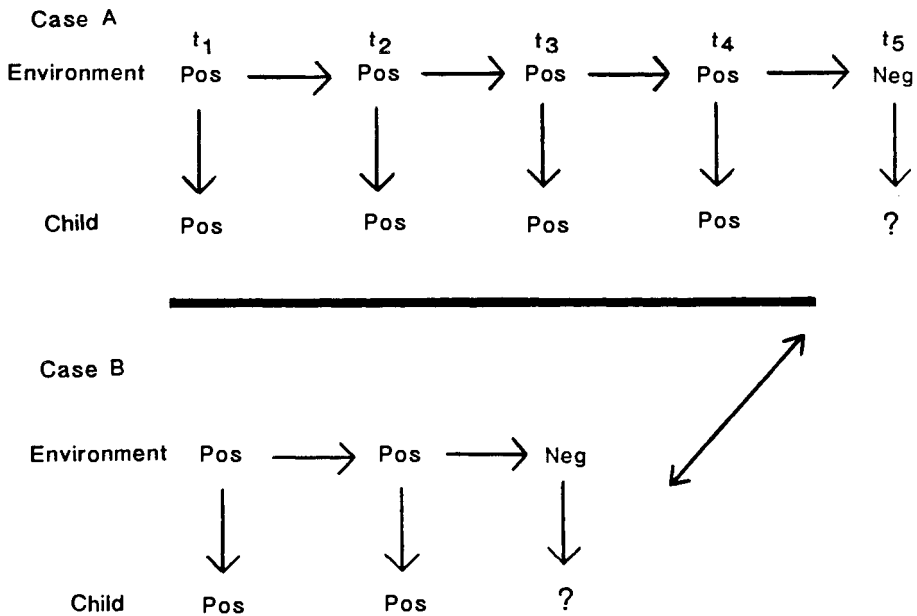 Case A
t1 t2 t3 t4 t5
Environment Pos Pos Pos Pos Neg
Child Pos Pos Pos Pos ?
Case B
Environment Pos Pos Neg
Child Pos Pos ?